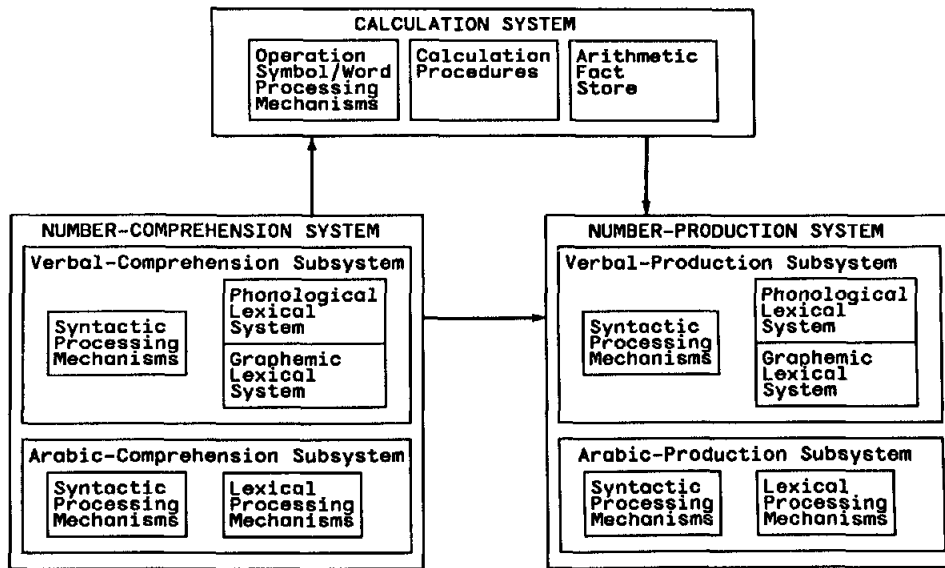 CALCULATION SYSTEM
Operation
Symbol/Word
Processing
Mechanisms
Calculation
Procedures
Arithmetic
Fact
Store
NUMBER-COMPREHENSION SYSTEM
Verbal-Comprehension Subsystem
Syntactic
Processing
Mechanisms
Phonological
Lexical
System
Graphemic
Lexical
System
Arabic-Comprehension Subsystem
Syntactic
Processing
Mechanisms
Lexical
Processing
Mechanisms
NUMBER-PRODUCTION SYSTEM
Verbal-Production Subsystem
Syntactic
Processing
Mechanisms
Phonological
Lexical
System
Graphemic
Lexical
System
Arabic-Production Subsystem
Syntactic
Processing
Mechanisms
Lexical
Processing
Mechanisms